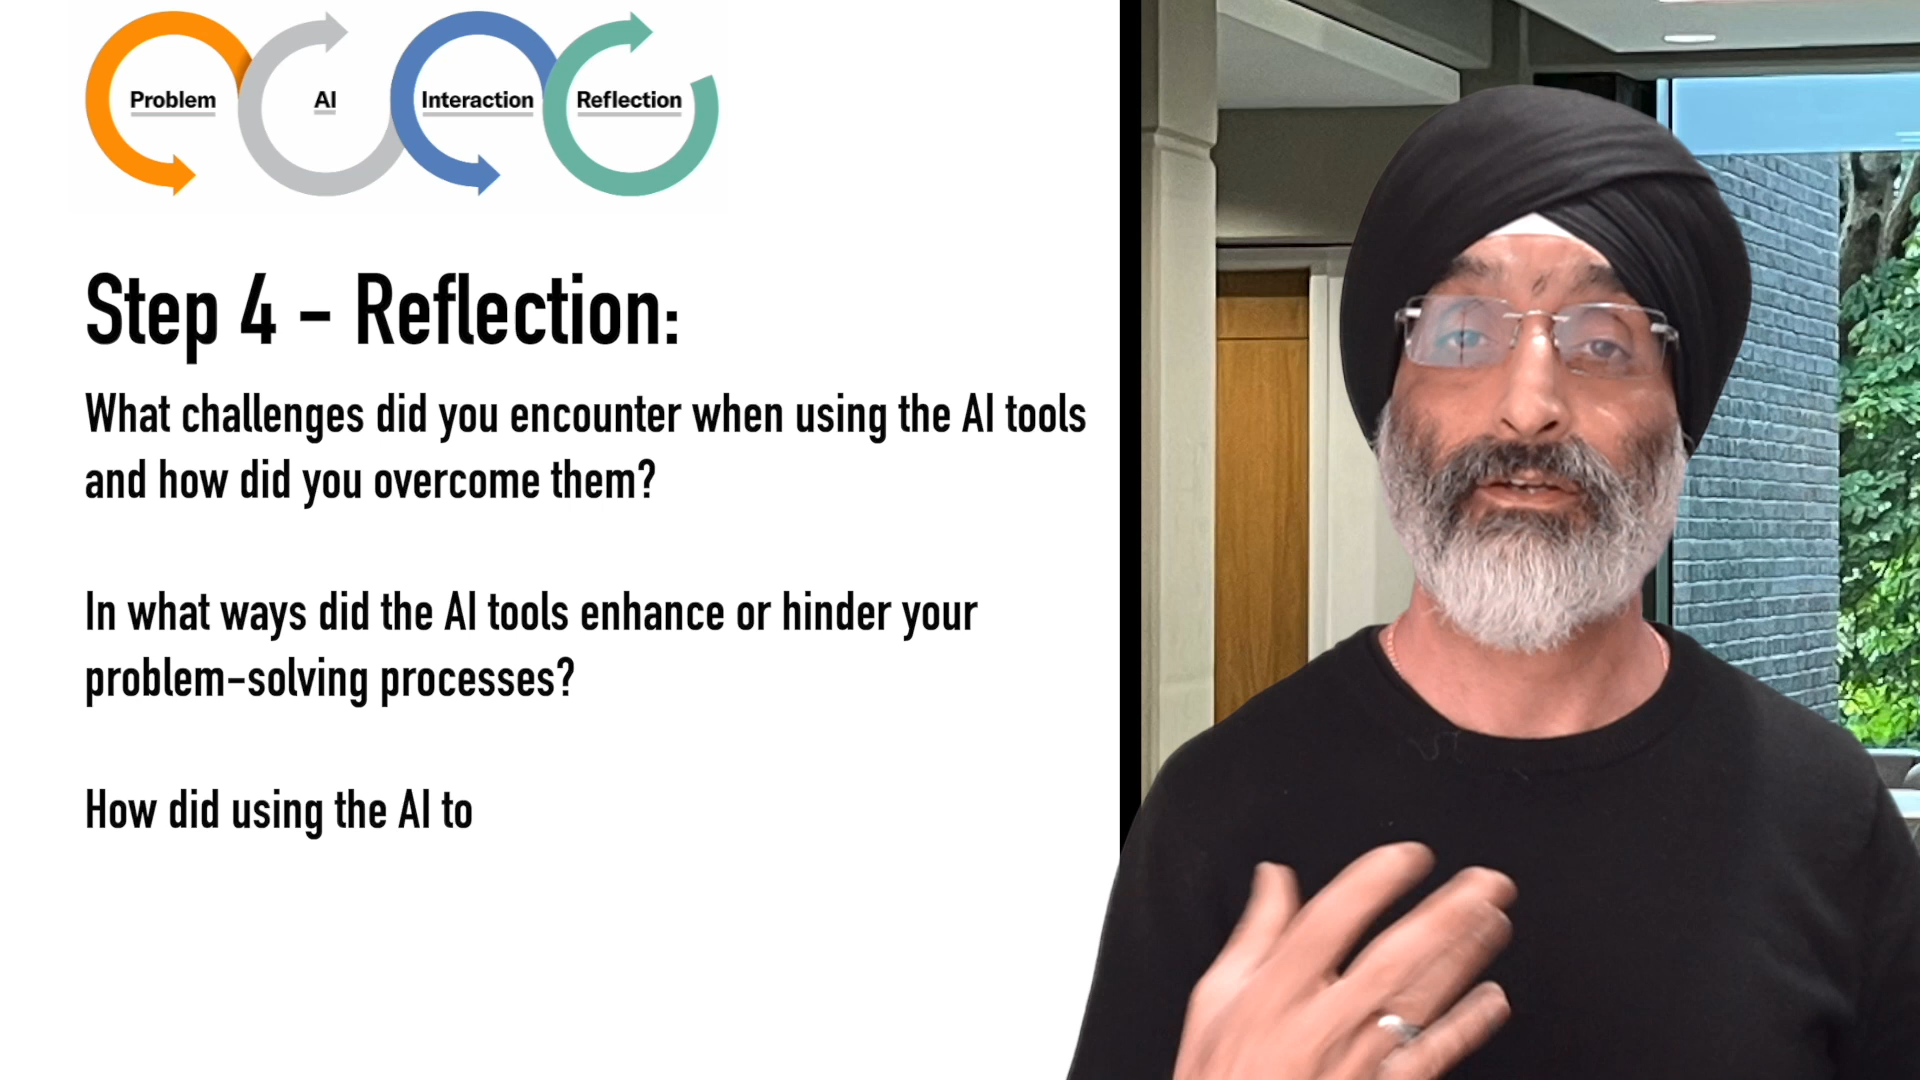 Problem
AI
Interaction
Reflection
Step 4 - Reflection:
What challenges did you encounter when using the AI tools
and how did you overcome them?
In what ways did the AI tools enhance or hinder your
problem-solving processes?
How did using the AI to